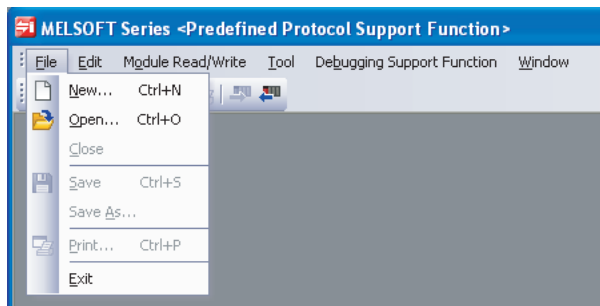 MELSOFT Series <Predefined Protocol Support Function>
File Edit Module Read/Write Tool Debugging Support Function Window
New... Ctrl+N
Open... Ctrl+O
Close
Save Ctrl+S
Save As...
Print... Ctrl+P
Exit